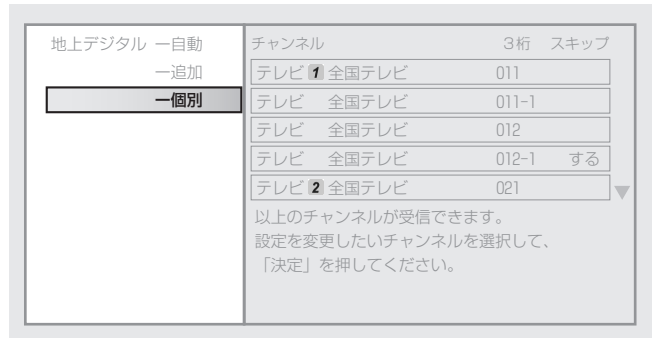 地上デジタル ー自動
ー追加
ー個別
チャンネル 3桁 スキップ
テレビ 1 全国テレビ 011
テレビ 全国テレビ 011-1
テレビ 全国テレビ 012
テレビ 全国テレビ 012-1 する
テレビ 2 全国テレビ 021
以上のチャンネルが受信できます。
設定を変更したいチャンネルを選択して、
「決定」を押してください。